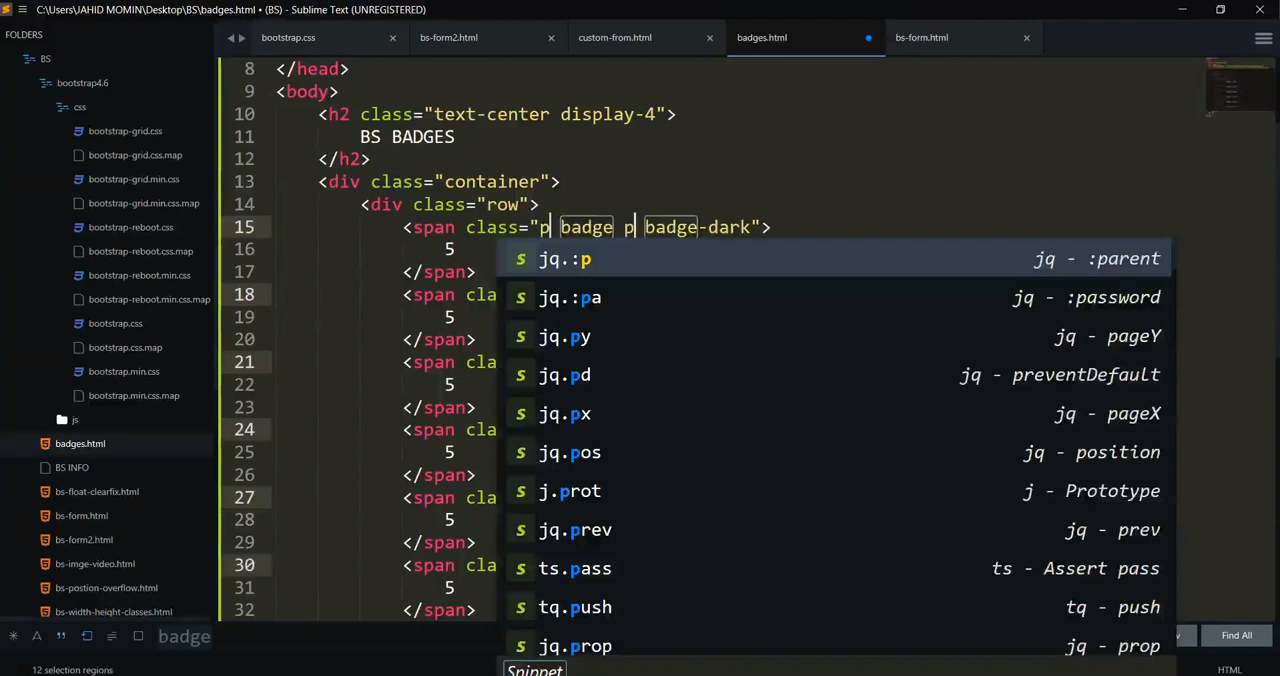 C:\Users\JAHID MOMIN\Desktop\BS\badges.html • (BS) - Sublime Text (UNREGISTERED)
FOLDERS
BS
bootstrap4.6
css
bootstrap-grid.css
bootstrap-grid.css.map
bootstrap-grid.min.css
bootstrap-grid.min.css.map
bootstrap-reboot.css
bootstrap-reboot.css.map
bootstrap-reboot.min.css
bootstrap-reboot.min.css.map
bootstrap.css
bootstrap.css.map
bootstrap.min.css
bootstrap.min.css.map
js
badges.html
BS INFO
bs-float-clearfix.html
bs-form.html
bs-form2.html
bs-imge-video.html
bs-postion-overflow.html
bs-width-height-classes.html
bootstrap.css
bs-form2.html
custom-from.html
badges.html
bs-form.html
8 </head>
9 <body>
10 <h2 class="text-center display-4">
11 BS BADGES
12 </h2>
13 <div class="container">
14 <div class="row">
15 <span class="p badge p badge-dark">
16 5
17 </span>
18 <span cla
19 5
20 </span>
21 <span cla
22 5
23 </span>
24 <span cla
25 5
26 </span>
27 <span cla
28 5
29 </span>
30 <span cla
31 5
32 </span>
s jq.:p jq - :parent
s jq.:pa jq - :password
s jq.py jq - pageY
s jq.pd jq - preventDefault
s jq.px jq - pageX
s jq.pos jq - position
s j.prot j - Prototype
s jq.prev jq - prev
s ts.pass ts - Assert pass
s tq.push tq - push
s jq.prop jq - prop
Snippet
badge
v
Find All
12 selection regions
HTML